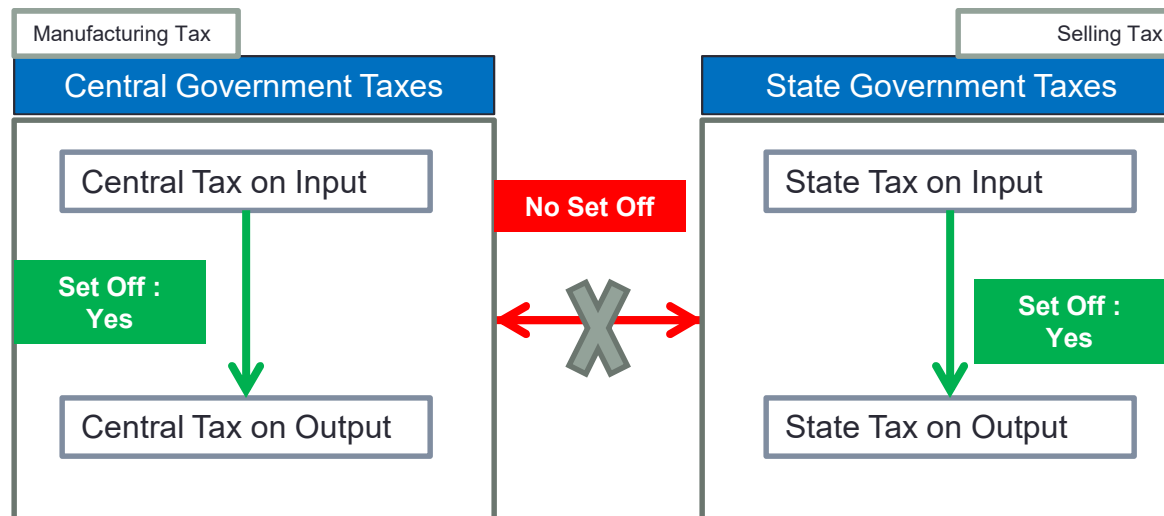 Manufacturing Tax
Selling Tax
Central Government Taxes
State Government Taxes
Central Tax on Input
State Tax on Input
No Set Off
Set Off :
Yes
Set Off :
Yes
Central Tax on Output
State Tax on Output